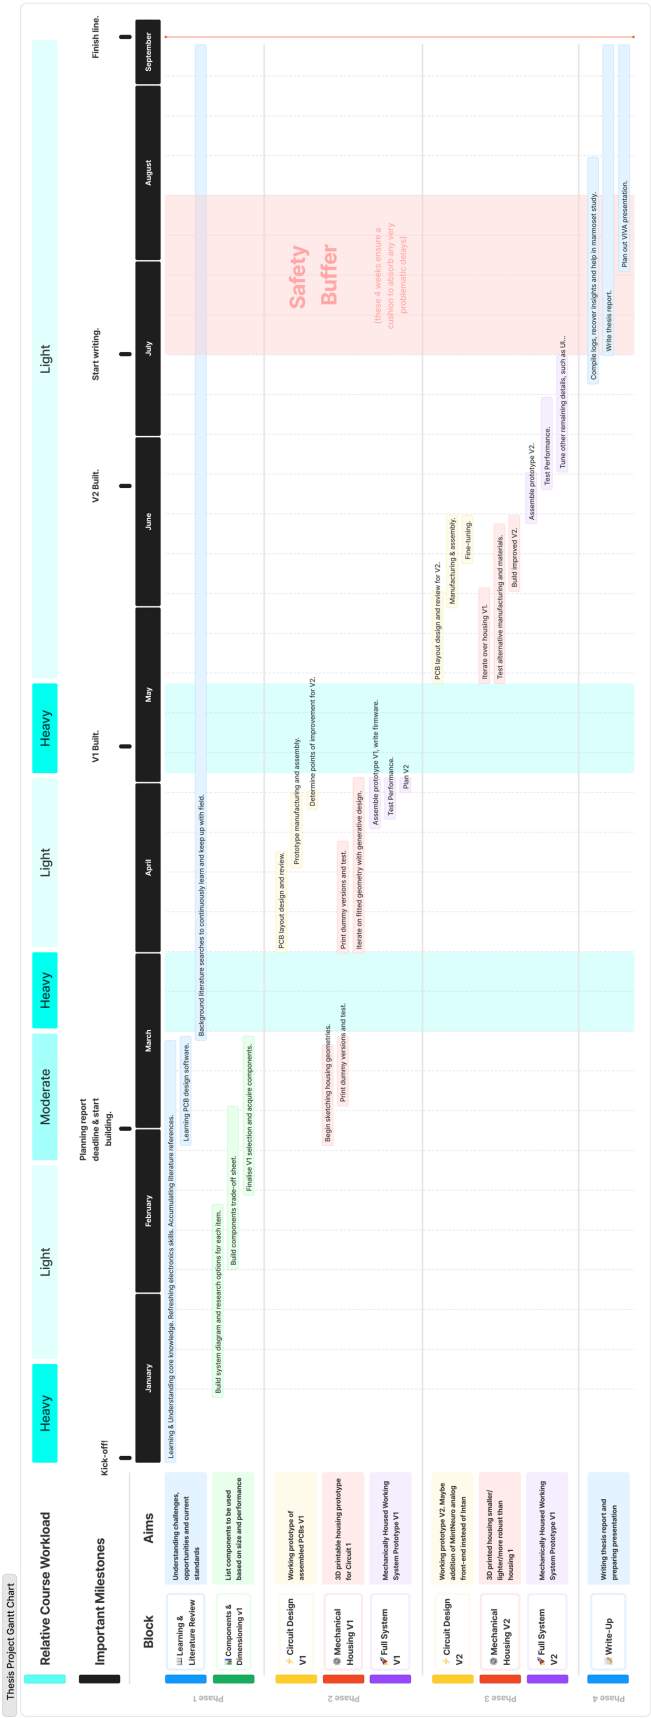 Thesis Project Gantt Chart
Relative Course Workload
Heavy
Light
Moderate
Heavy
Light
Heavy
Light
Important Milestones
Kick-off!
Planning report
deadline & start
building.
V1 Built.
V2 Built.
Start writing.
Finish line.
Block
Aims
January
February
March
April
May
June
July
August
September
Phase 1
📖 Learning &
Literature Review
Understanding challenges,
opportunities and current
standards
Learning & Understanding core knowledge. Refreshing electronics skills. Accumulating literature references.
Learning PCB design software.
Background literature searches to continuously learn and keep up with field.
📊 Components &
Dimensioning v1
List components to be used
based on size and performance
Build system diagram and research options for each item.
Build components trade-off sheet.
Finalise V1 selection and acquire components.
Phase 2
⚡ Circuit Design
V1
Working prototype of
assembled PCBs V1
PCB layout design and review.
Prototype manufacturing and assembly.
Determine points of improvement for V2.
⚙️ Mechanical
Housing V1
3D printable housing prototype
for Circuit 1
Begin sketching housing geometries.
Print dummy versions and test.
Print dummy versions and test.
Iterate on fitted geometry with generative design.
🚀 Full System
V1
Mechanically Housed Working
System Prototype V1
Assemble prototype V1, write firmware.
Test Performance.
Plan V2
Safety
Buffer
(these 4 weeks ensure a
cushion to absorb any very
problematic delays)
Phase 3
⚡ Circuit Design
V2
Working prototype V2. Maybe
addition of MintNeuro analog
front-end instead of Intan
PCB layout design and review for V2.
Manufacturing & assembly.
Fine-tuning.
⚙️ Mechanical
Housing V2
3D printed housing smaller/
lighter/more robust than
housing 1
Iterate over housing V1.
Test alternative manufacturing and materials.
Build improved V2.
🚀 Full System
V2
Mechanically Housed Working
System Prototype V1
Assemble prototype V2.
Test Performance.
Tune other remaining details, such as UI...
Phase 4
📝 Write-Up
Writing thesis report and
preparing presentation
Compile logs, recover insights and help in marmoset study.
Write thesis report.
Plan out VIVA presentation.